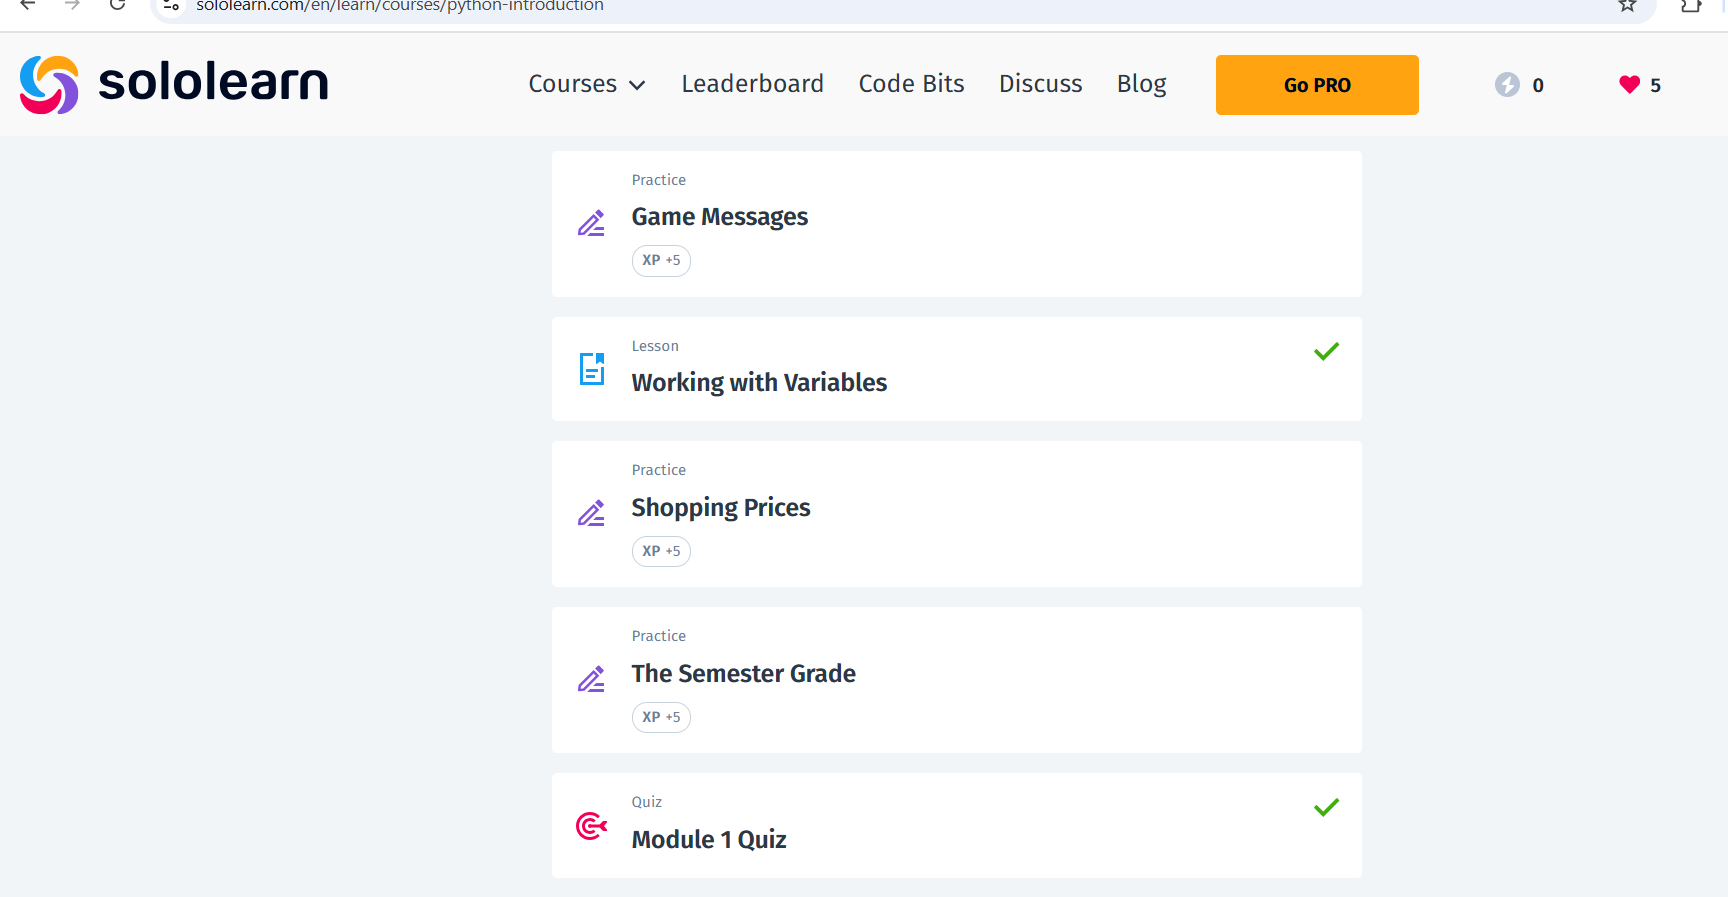 sololearn.com/en/learn/courses/python-introduction
sololearn Courses Leaderboard Code Bits Discuss Blog Go PRO 0 5
Practice
Game Messages
XP +5
Lesson
Working with Variables
Practice
Shopping Prices
XP +5
Practice
The Semester Grade
XP +5
Quiz
Module 1 Quiz